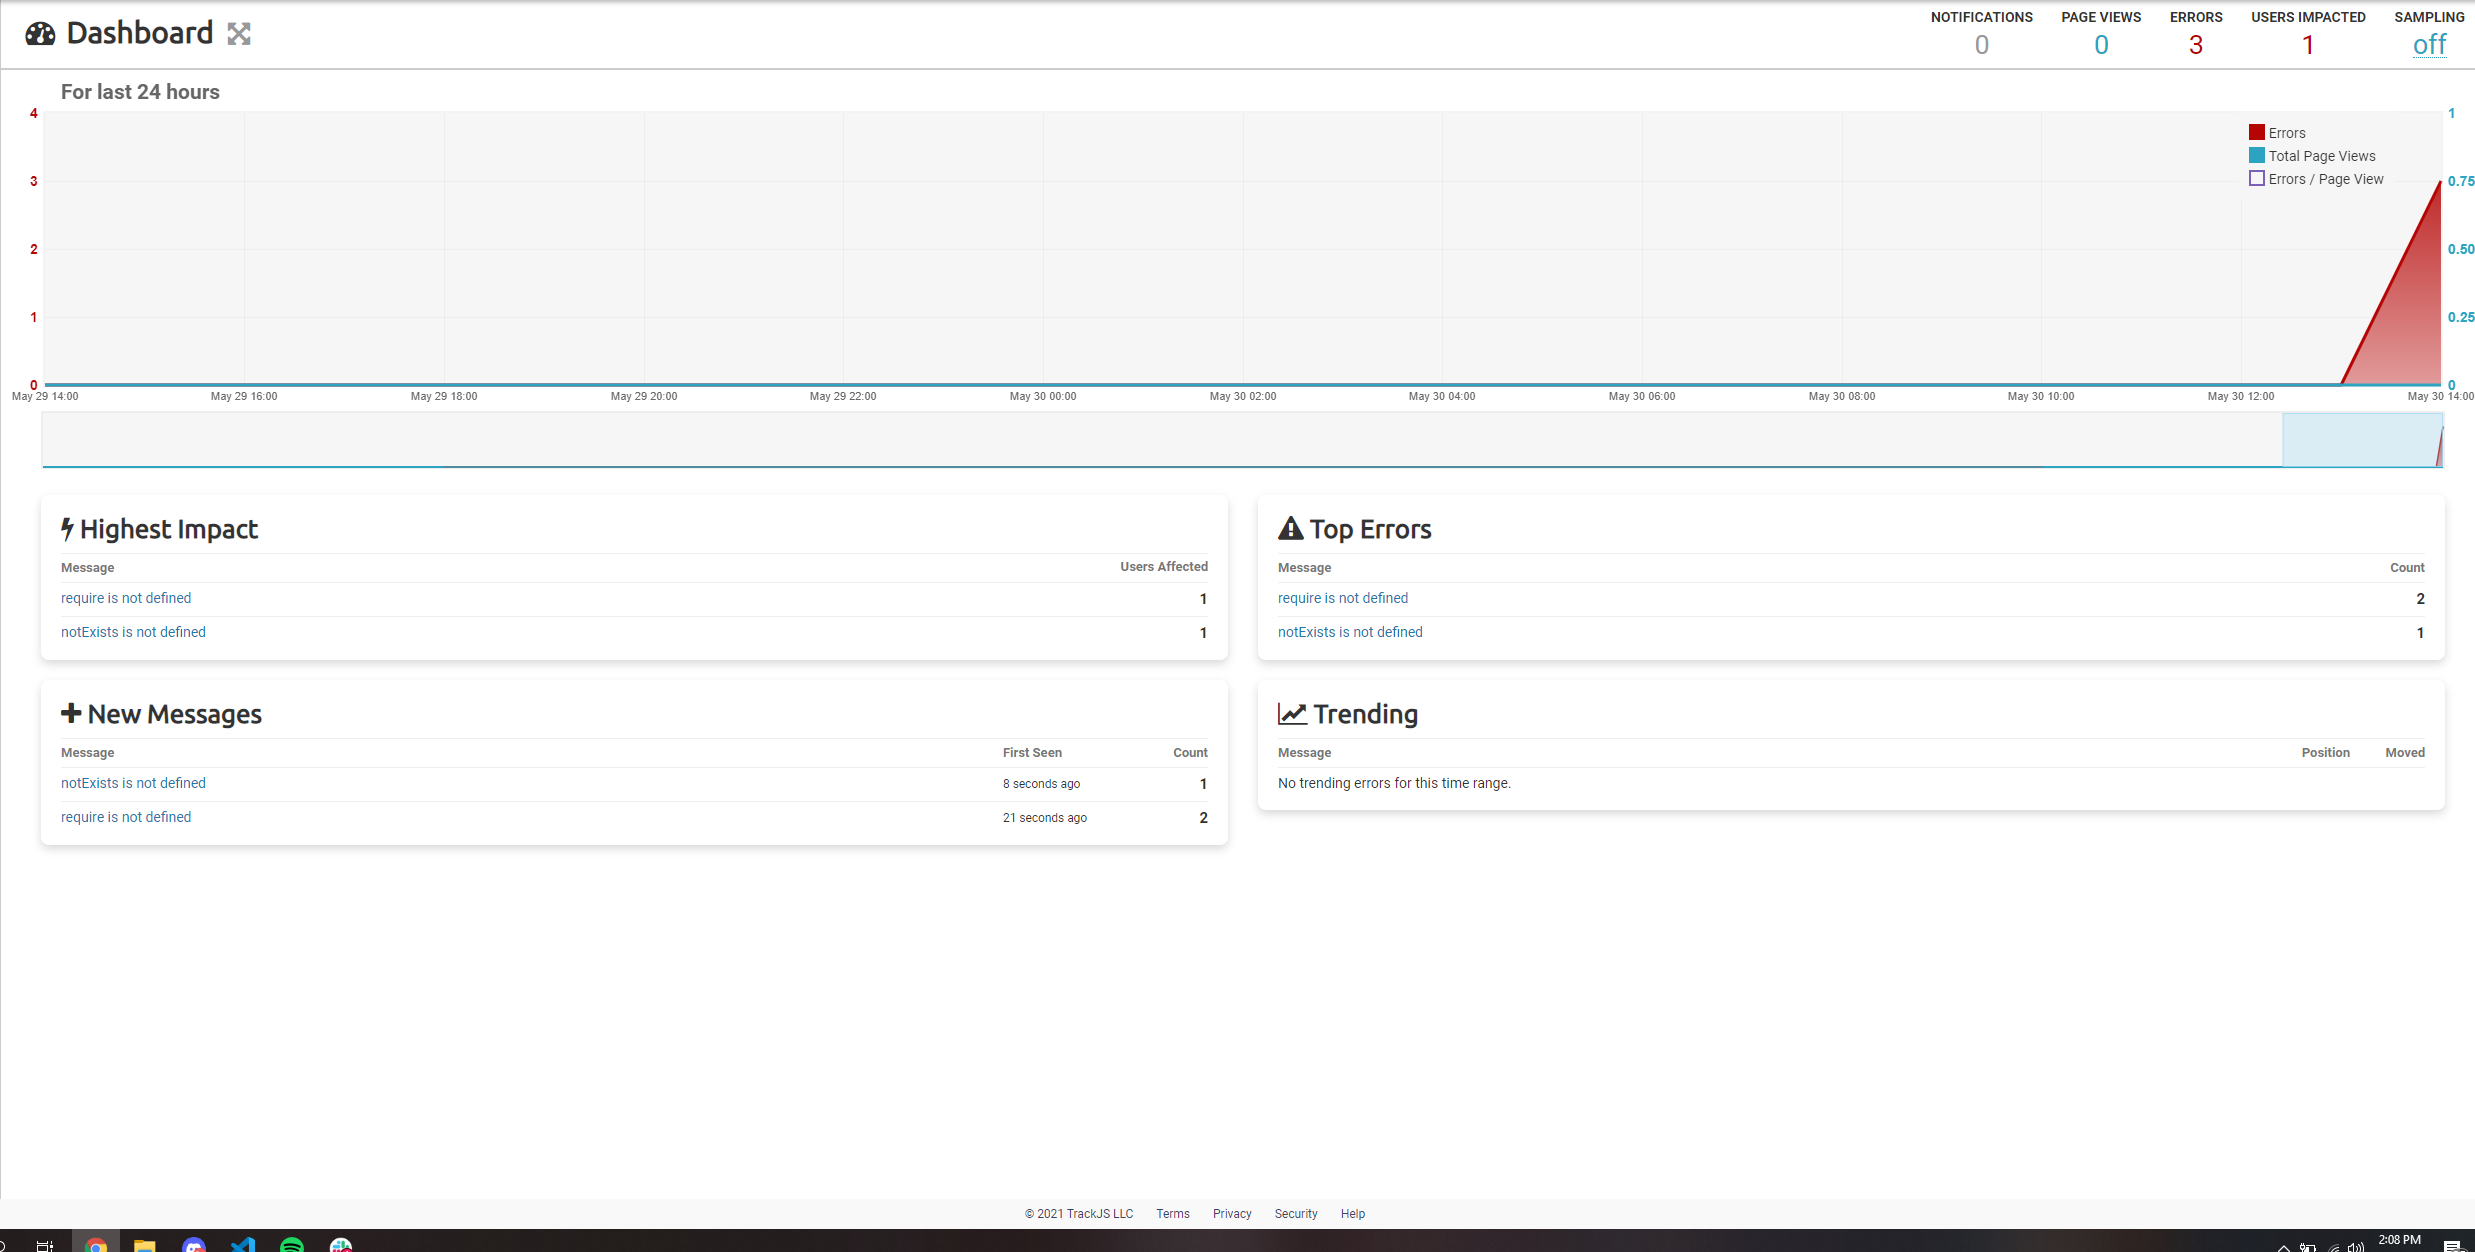 Dashboard
NOTIFICATIONS PAGE VIEWS ERRORS USERS IMPACTED SAMPLING
0 0 3 1 off
For last 24 hours
4 1
3 0.75
2 0.50
1 0.25
0 0
Errors
Total Page Views
Errors / Page View
May 29 14:00 May 29 16:00 May 29 18:00 May 29 20:00 May 29 22:00 May 30 00:00 May 30 02:00 May 30 04:00 May 30 06:00 May 30 08:00 May 30 10:00 May 30 12:00 May 30 14:00
Highest Impact
Message Users Affected
require is not defined 1
notExists is not defined 1
Top Errors
Message Count
require is not defined 2
notExists is not defined 1
New Messages
Message First Seen Count
notExists is not defined 8 seconds ago 1
require is not defined 21 seconds ago 2
Trending
Message Position Moved
No trending errors for this time range.
© 2021 TrackJS LLC Terms Privacy Security Help
2:08 PM